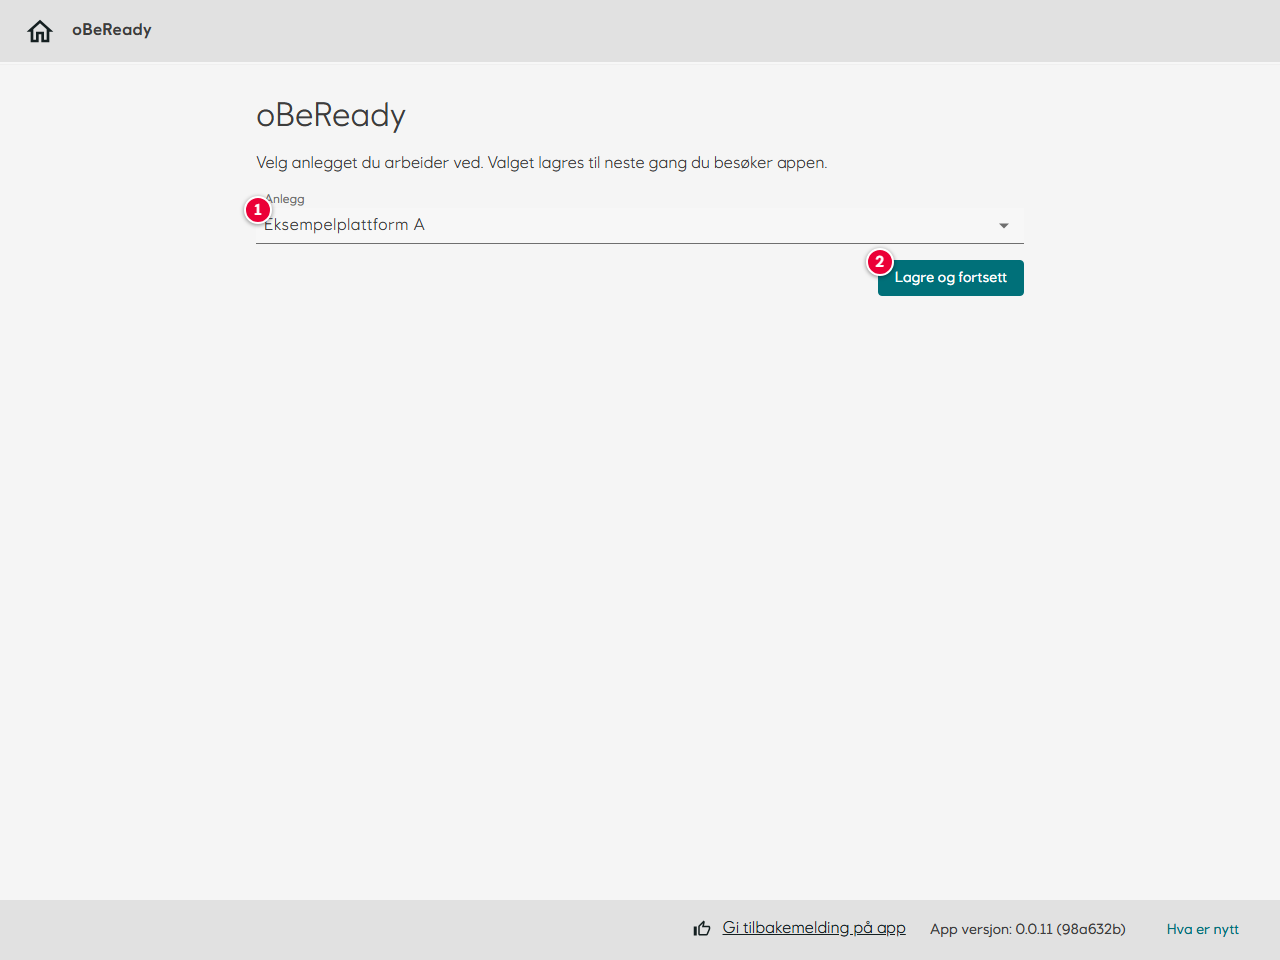 oBeReady
oBeReady
Velg anlegget du arbeider ved. Valget lagres til neste gang du besøker appen.
Anlegg
1
Eksempelplattform A
2
Lagre og fortsett
Gi tilbakemelding på app
App versjon: 0.0.11 (98a632b)
Hva er nytt